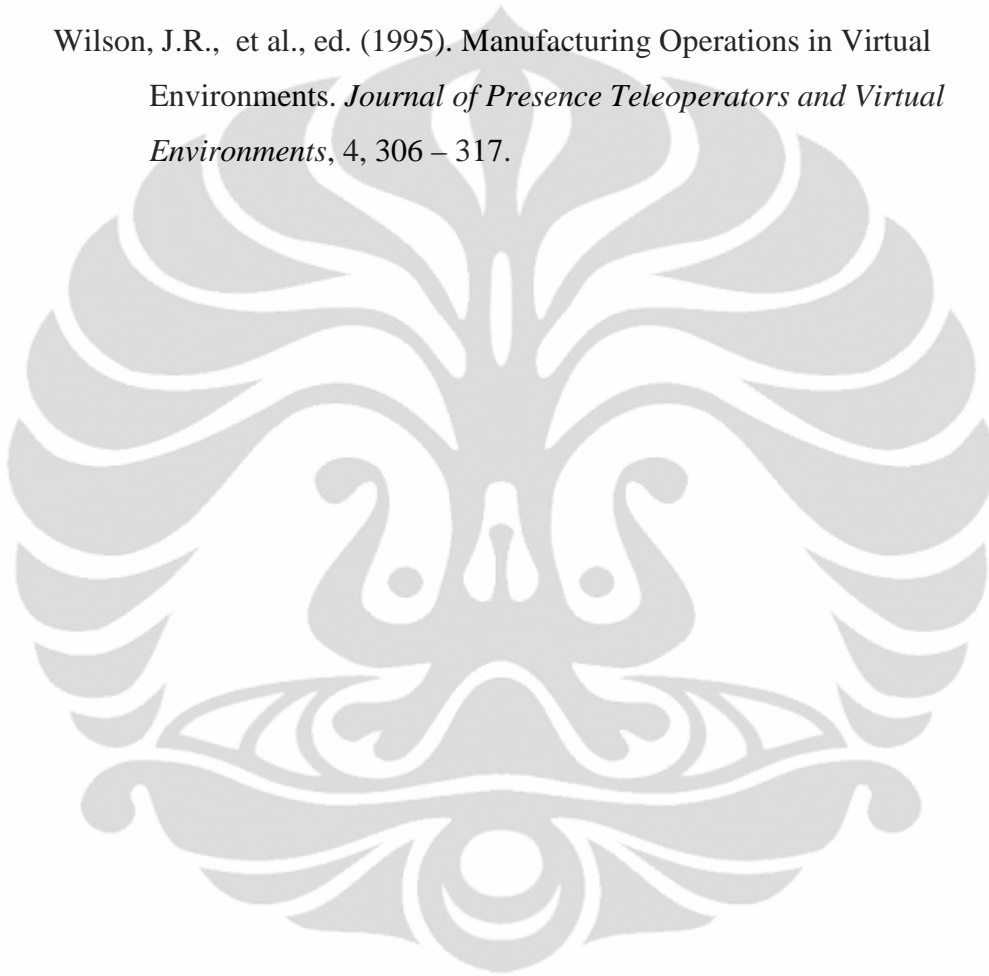 Wilson, J.R.,  et al., ed. (1995). Manufacturing Operations in Virtual
Environments. Journal of Presence Teleoperators and Virtual
Environments, 4, 306 – 317.